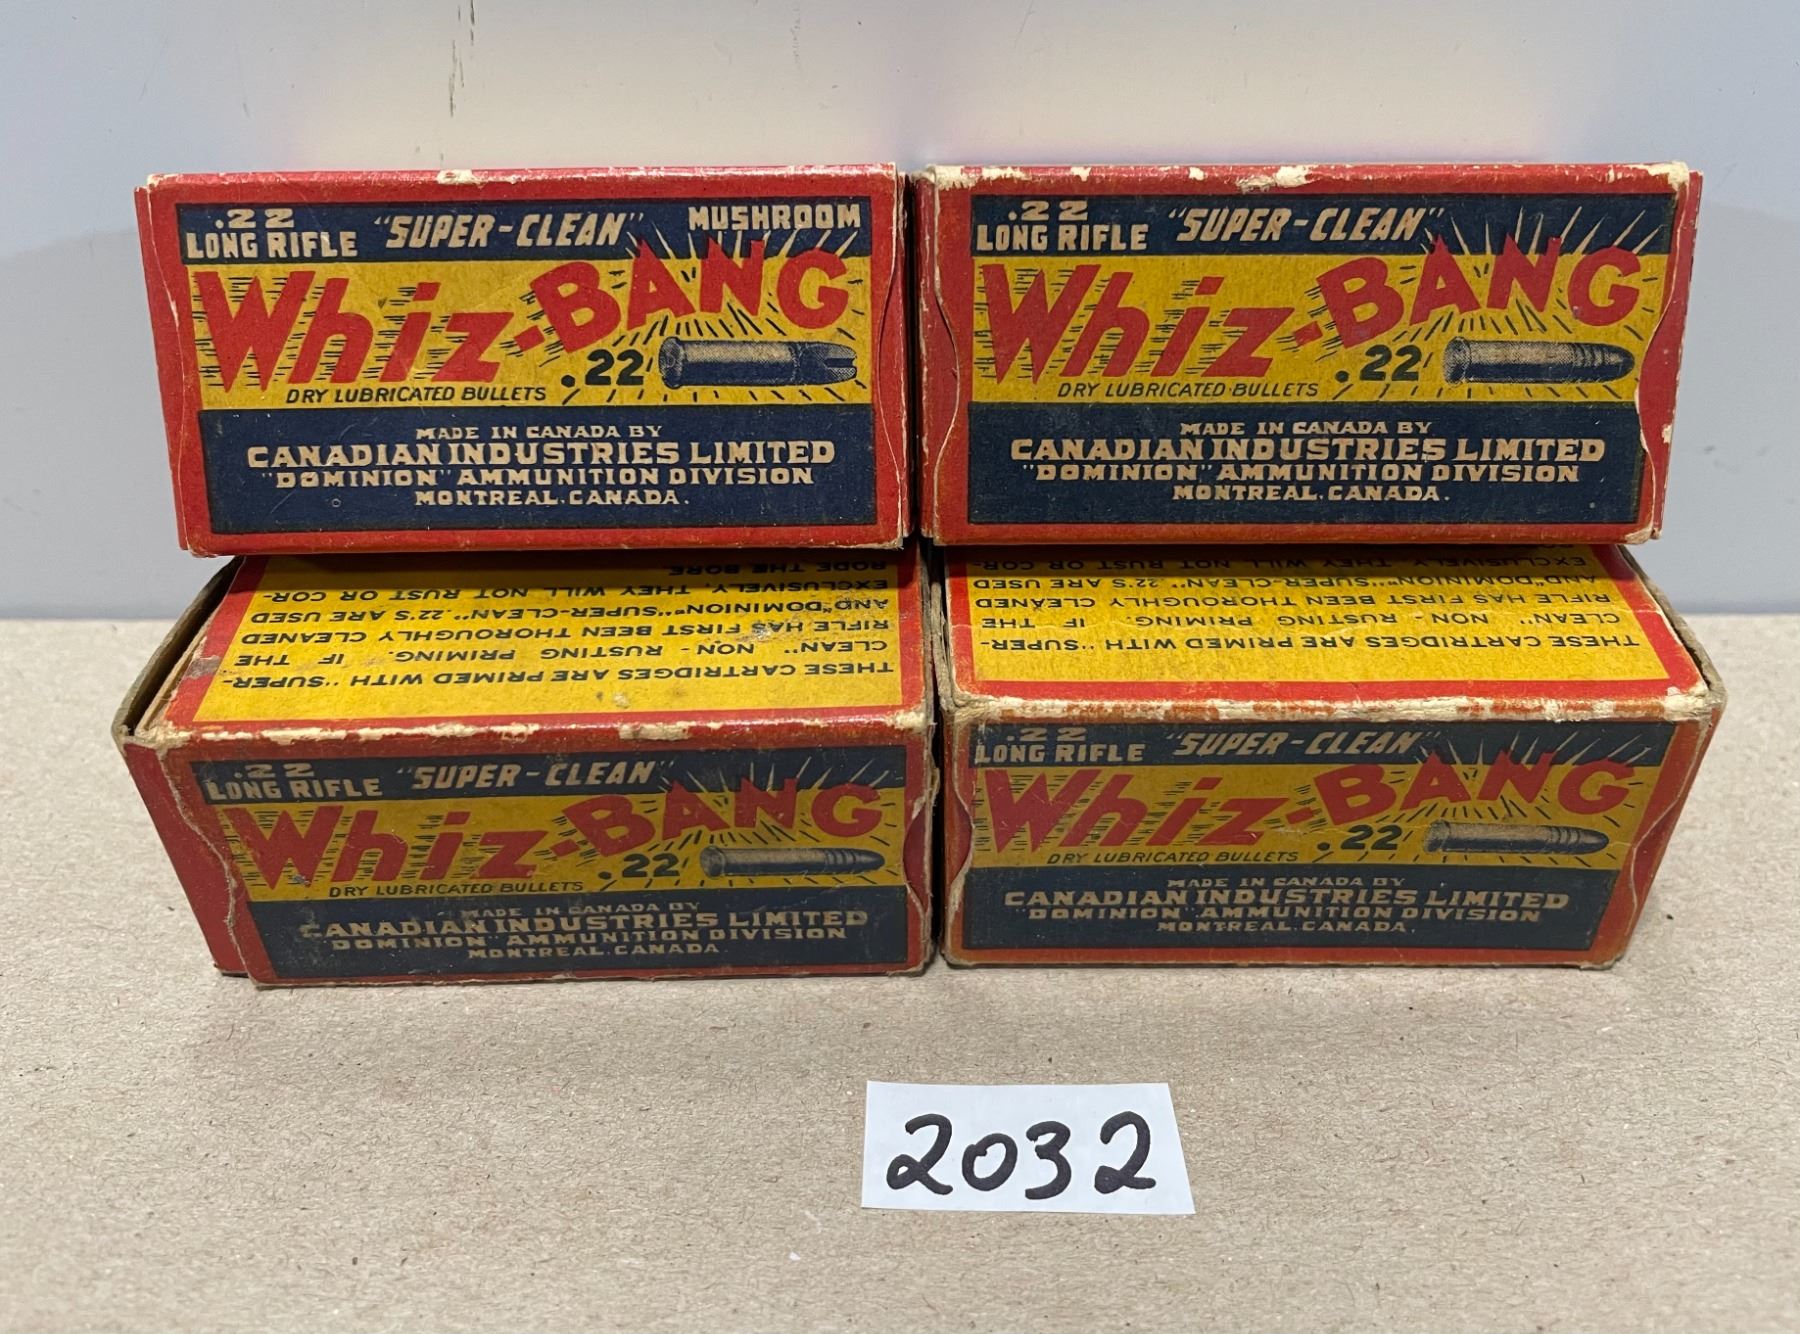 .22
LONG RIFLE "SUPER-CLEAN" MUSHROOM
Whiz-BANG
.22
DRY LUBRICATED BULLETS
MADE IN CANADA BY
CANADIAN INDUSTRIES LIMITED
"DOMINION" AMMUNITION DIVISION
MONTREAL. CANADA.
.22
LONG RIFLE "SUPER-CLEAN"
Whiz-BANG
.22
DRY LUBRICATED BULLETS
MADE IN CANADA BY
CANADIAN INDUSTRIES LIMITED
"DOMINION" AMMUNITION DIVISION
MONTREAL. CANADA.
THESE CARTRIDGES ARE PRIMED WITH "SUPER-
CLEAN" NON-RUSTING PRIMING. IF THE
RIFLE HAS FIRST BEEN THOROUGHLY CLEANED
AND "DOMINION" "SUPER-CLEAN" .22'S ARE USED
EXCLUSIVELY, THEY WILL NOT RUST OR COR-
RODE THE BORE.
.22
LONG RIFLE "SUPER-CLEAN"
Whiz-BANG
.22
DRY LUBRICATED BULLETS
MADE IN CANADA BY
CANADIAN INDUSTRIES LIMITED
"DOMINION" AMMUNITION DIVISION
MONTREAL. CANADA.
THESE CARTRIDGES ARE PRIMED WITH "SUPER-
CLEAN" NON-RUSTING PRIMING. IF THE
RIFLE HAS FIRST BEEN THOROUGHLY CLEANED
AND "DOMINION" "SUPER-CLEAN" .22'S ARE USED
EXCLUSIVELY THEY WILL NOT RUST OR COR-
.22
LONG RIFLE "SUPER-CLEAN"
Whiz-BANG
.22
DRY LUBRICATED BULLETS
MADE IN CANADA BY
CANADIAN INDUSTRIES LIMITED
"DOMINION" AMMUNITION DIVISION
MONTREAL. CANADA.
2032